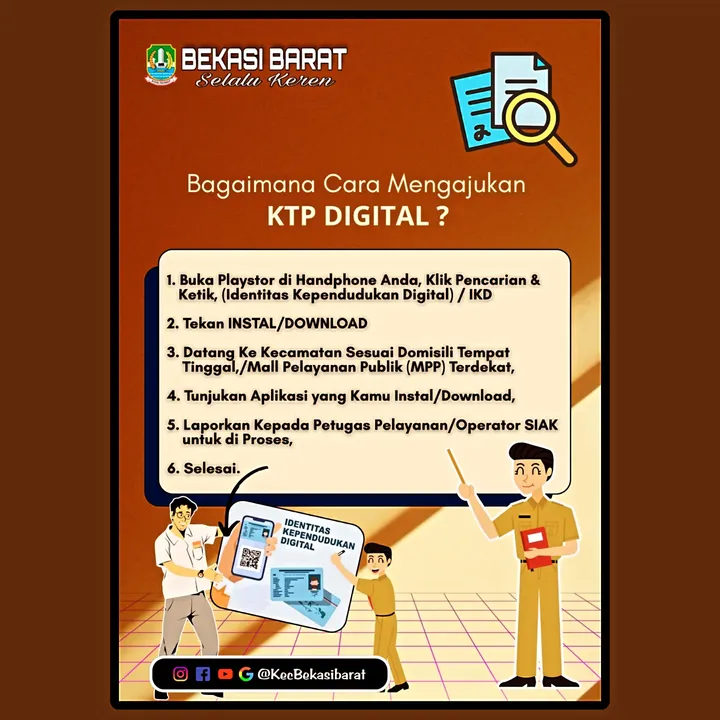 BEKASI BARAT
Selalu Keren
Bagaimana Cara Mengajukan
KTP DIGITAL ?
1. Buka Playstor di Handphone Anda, Klik Pencarian &
Ketik, (Identitas Kependudukan Digital) / IKD
2. Tekan INSTAL/DOWNLOAD
3. Datang Ke Kecamatan Sesuai Domisili Tempat
Tinggal,/Mall Pelayanan Publik (MPP) Terdekat,
4. Tunjukan Aplikasi yang Kamu Instal/Download,
5. Laporkan Kepada Petugas Pelayanan/Operator SIAK
untuk di Proses,
6. Selesai.
IDENTITAS
KEPENDUDUKAN
DIGITAL
@KecBekasibarat